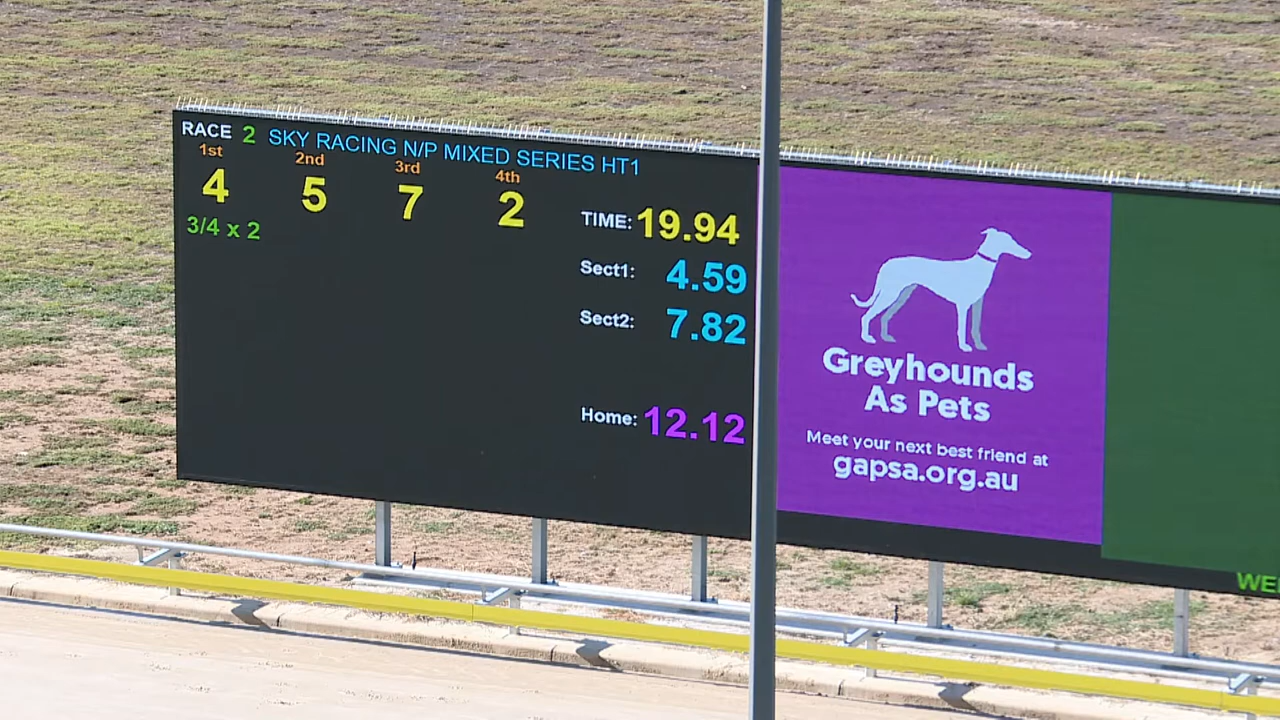 RACE 2 SKY RACING N/P MIXED SERIES HT1
1st 2nd 3rd 4th
4 5 7 2
3/4 x 2
TIME: 19.94
Sect1: 4.59
Sect2: 7.82
Home: 12.12
Greyhounds
As Pets
Meet your next best friend at
gapsa.org.au